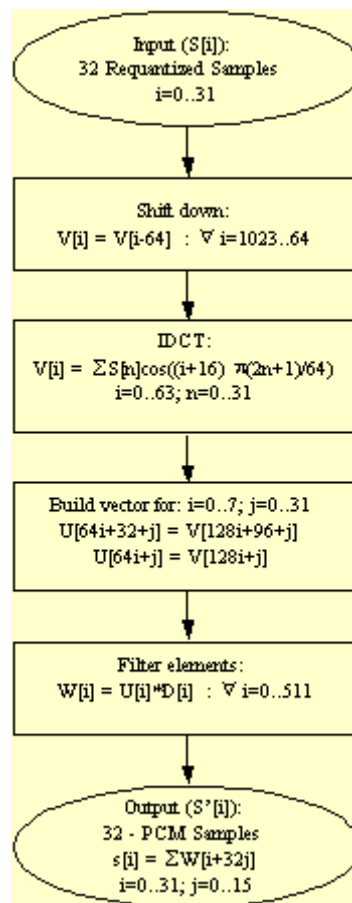 Input (S[i]):
32 Requantized Samples
i=0..31
Shift down:
V[i] = V[i-64] : ∀ i=1023..64
IDCT:
V[i] = ΣS[n]cos((i+16) π(2n+1)/64)
i=0..63; n=0..31
Build vector for: i=0..7; j=0..31
U[64i+32+j] = V[128i+96+j]
U[64i+j] = V[128i+j]
Filter elements:
W[i] = U[i]*D[i] : ∀ i=0..511
Output (S'[i]):
32 - PCM Samples
s[i] = ΣW[i+32j]
i=0..31; j=0..15